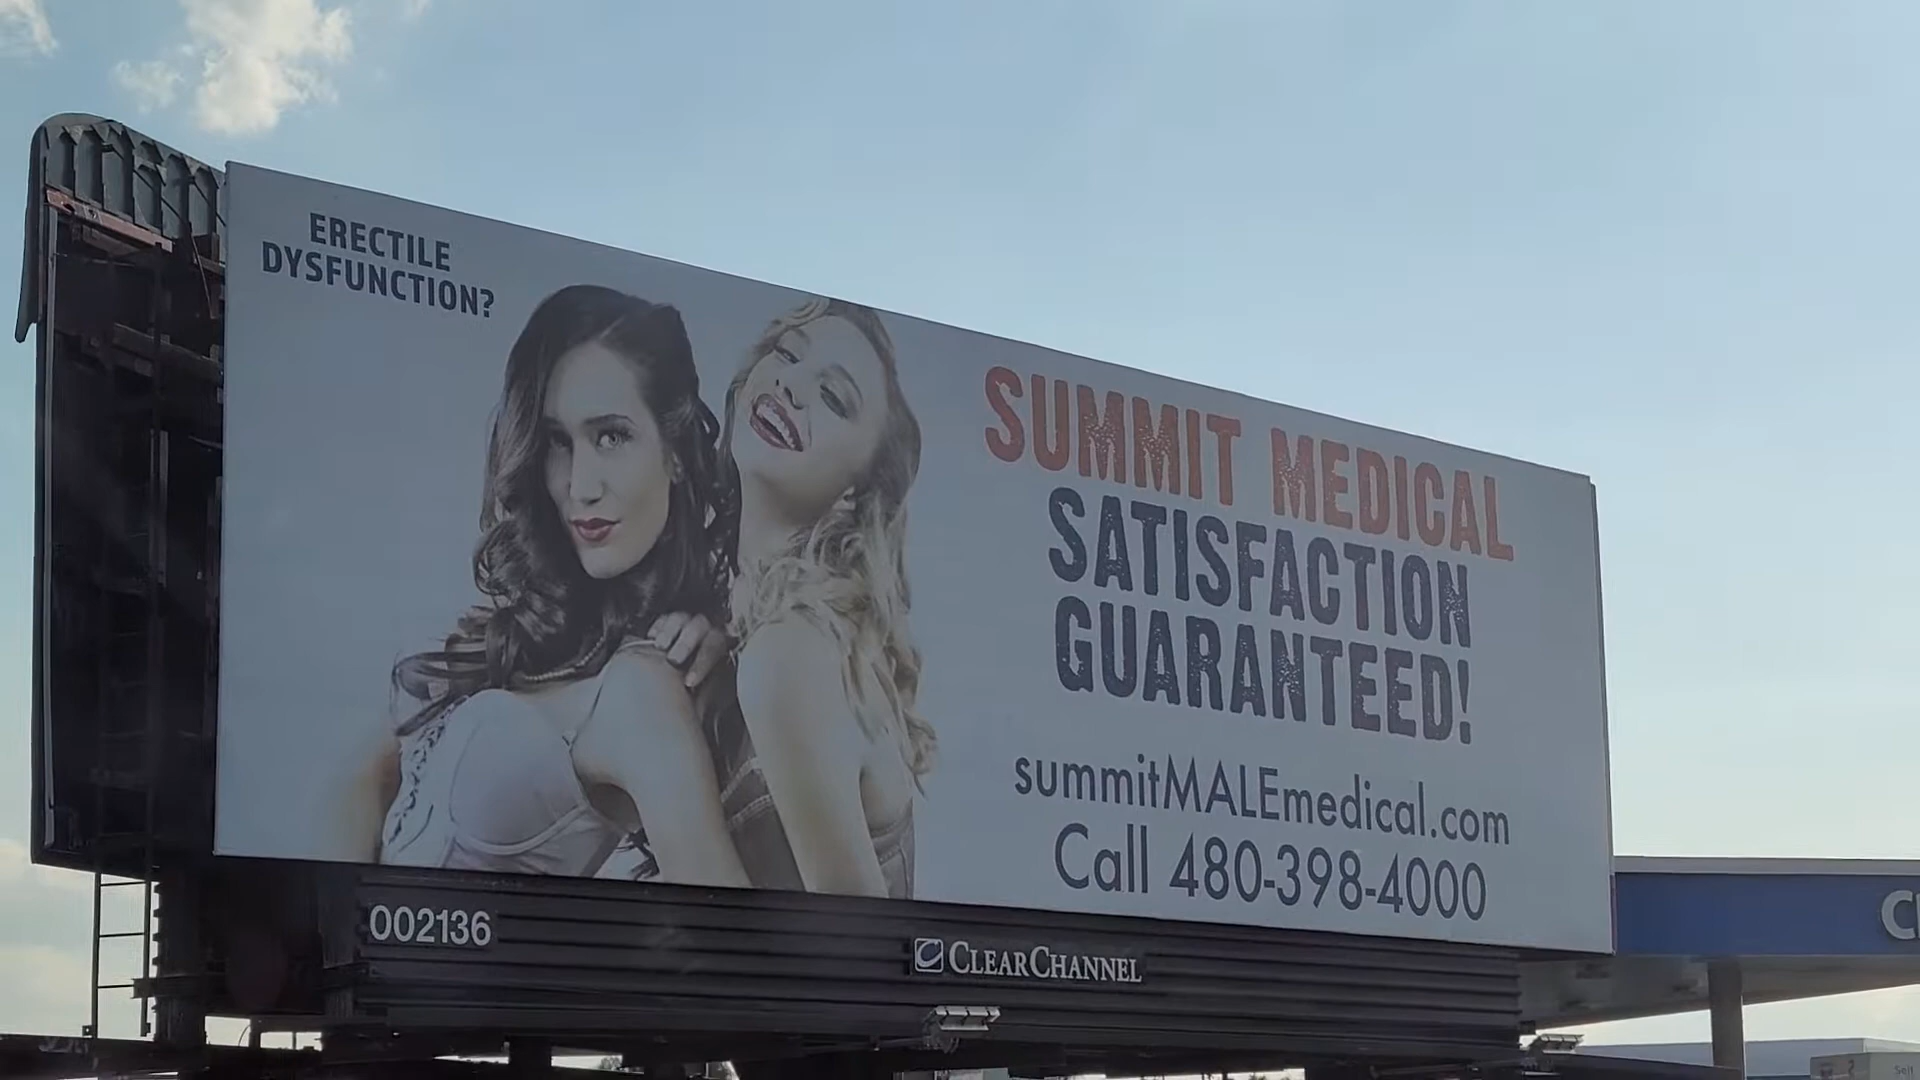 ERECTILE
DYSFUNCTION?
SUMMIT MEDICAL
SATISFACTION
GUARANTEED!
summitMALEmedical.com
Call 480-398-4000
002136
CLEARCHANNEL